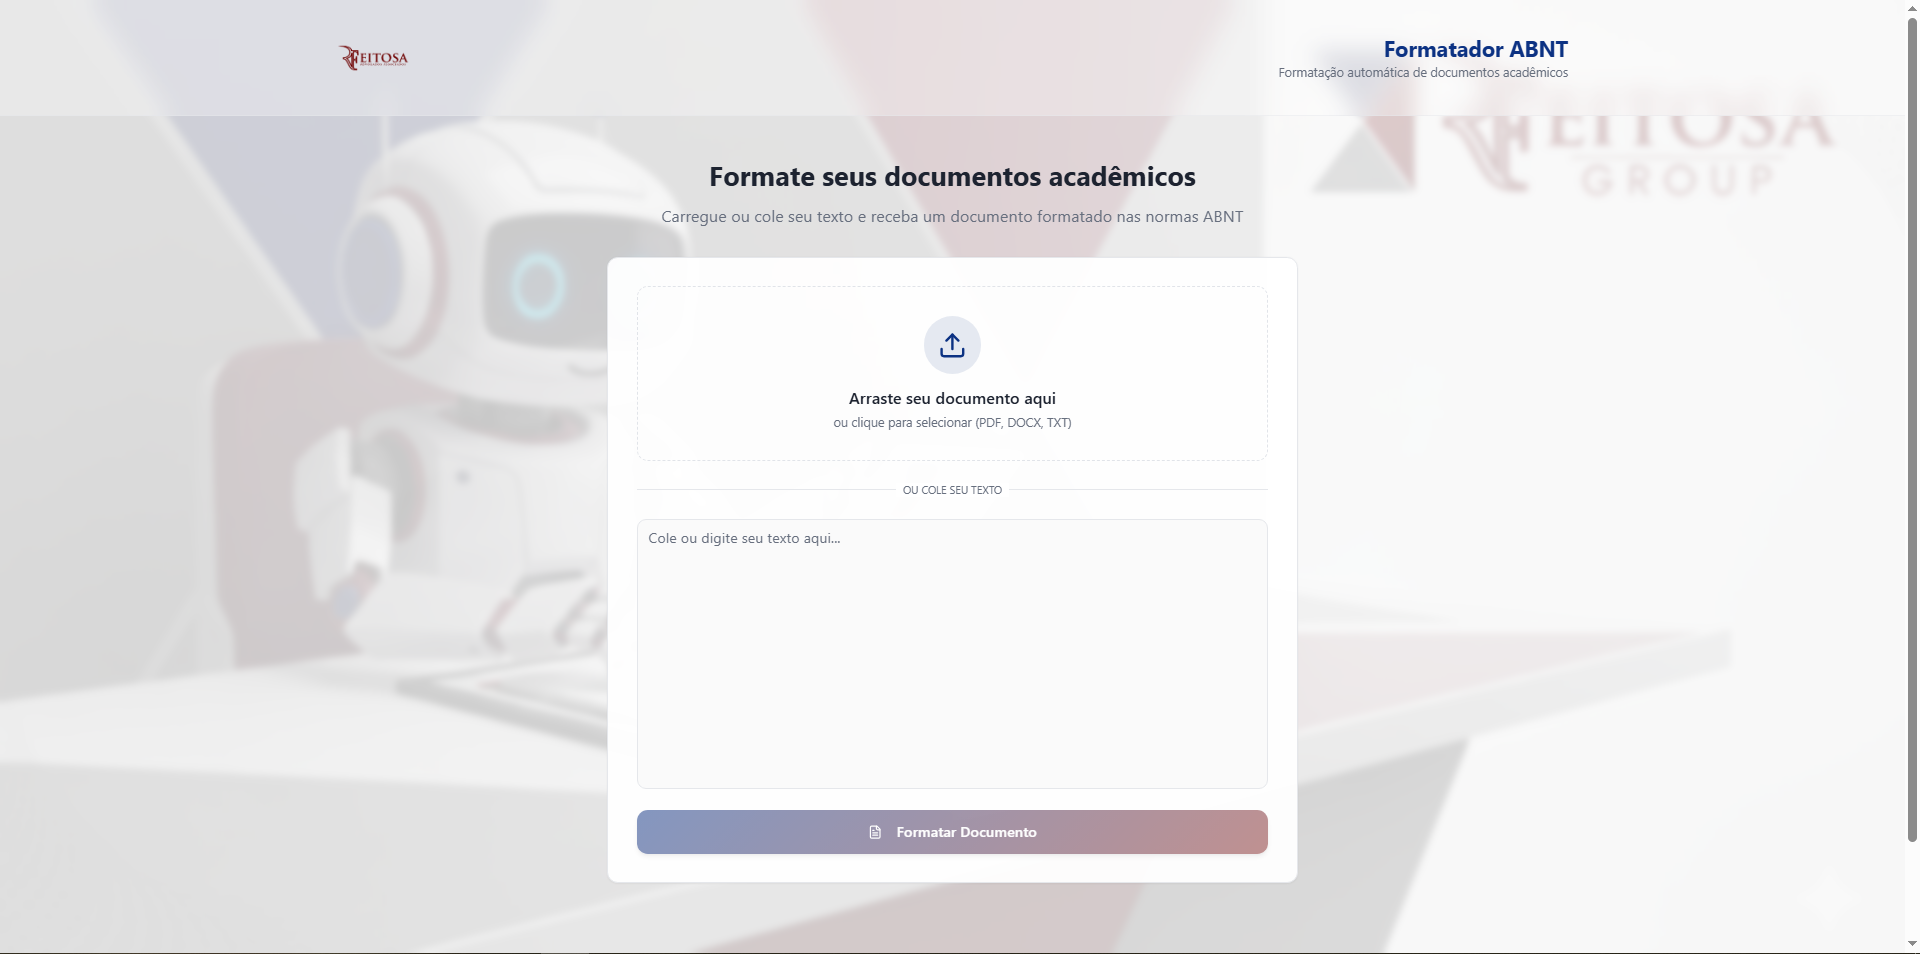 FEITOSA
Formatador ABNT
Formatação automática de documentos acadêmicos
FEITOSA
GROUP
Formate seus documentos acadêmicos
Carregue ou cole seu texto e receba um documento formatado nas normas ABNT
Arraste seu documento aqui
ou clique para selecionar (PDF, DOCX, TXT)
OU COLE SEU TEXTO
Cole ou digite seu texto aqui...
Formatar Documento